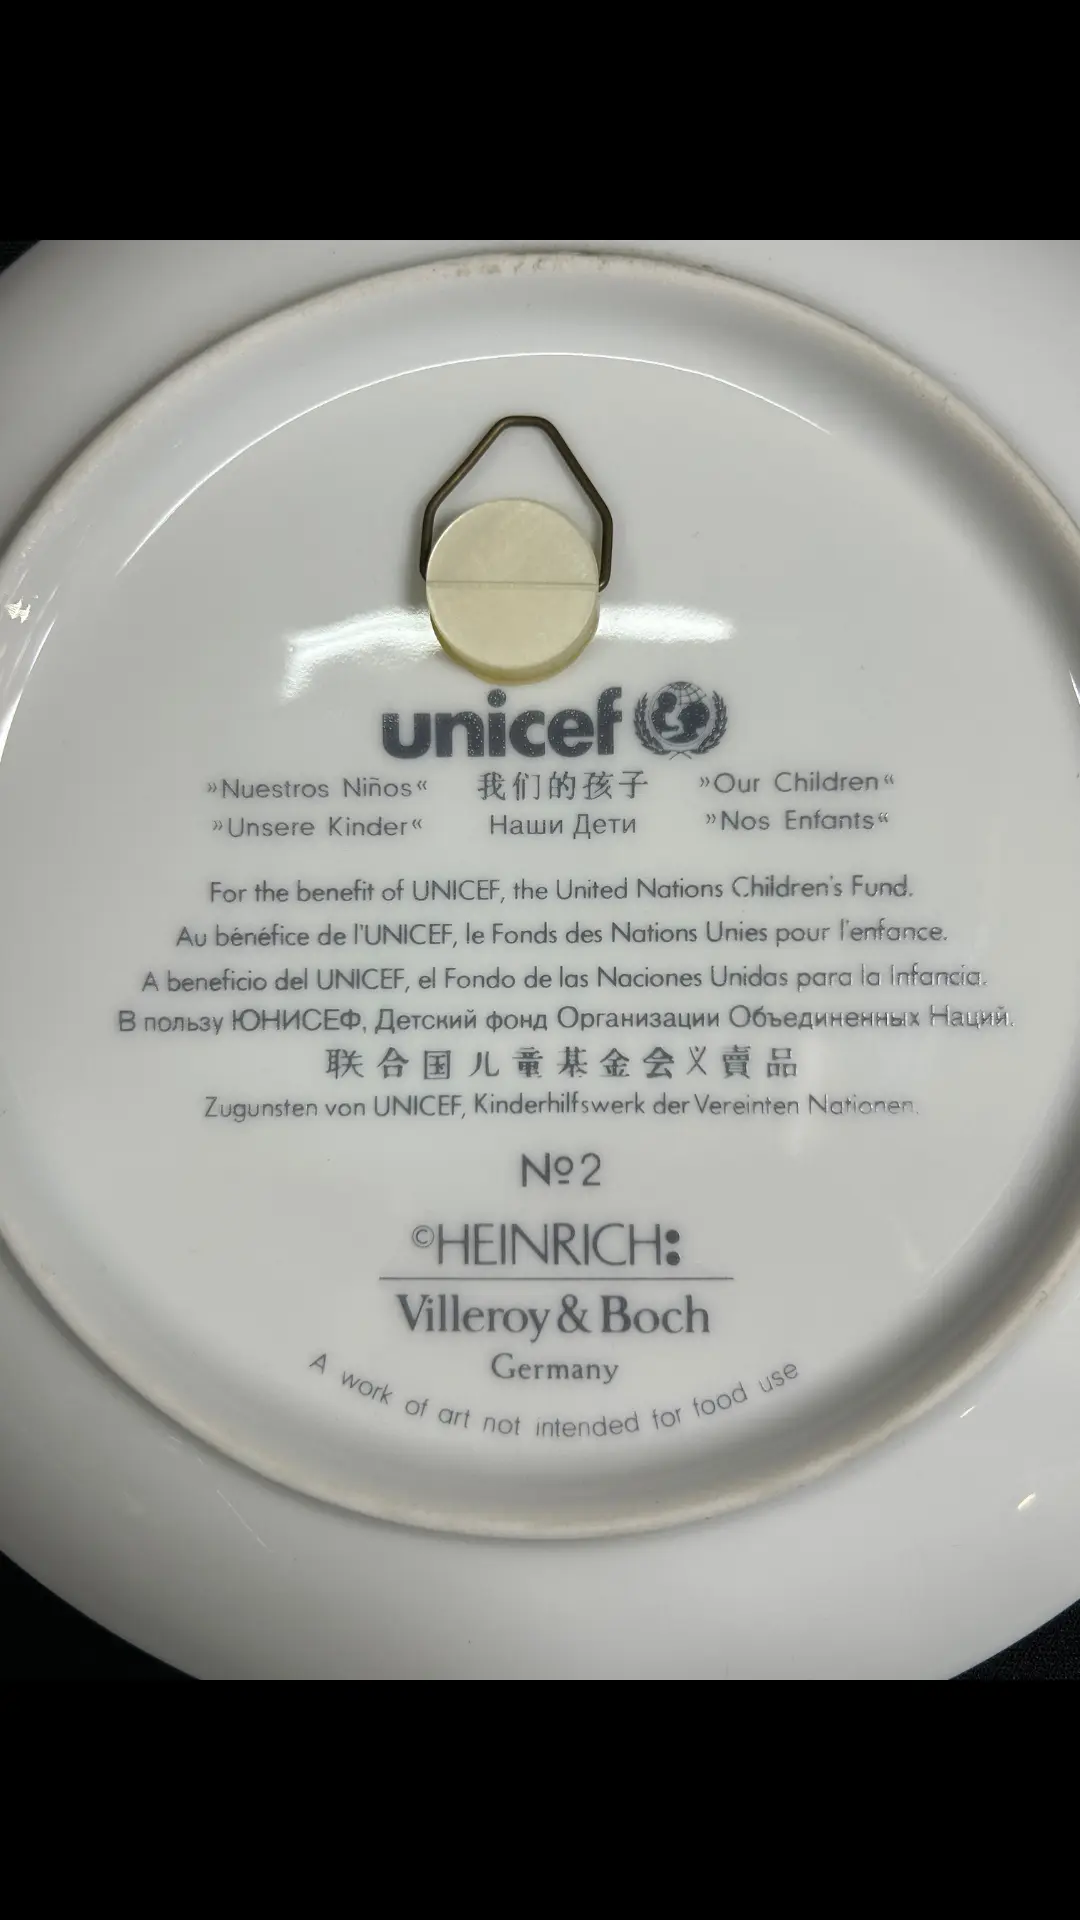 unicef
»Nuestros Niños« 我们的孩子 »Our Children«
»Unsere Kinder« Наши Дети »Nos Enfants«
For the benefit of UNICEF, the United Nations Children's Fund.
Au bénéfice de l'UNICEF, le Fonds des Nations Unies pour l'enfance.
A beneficio del UNICEF, el Fondo de las Naciones Unidas para la Infancia.
В пользу ЮНИСЕФ, Детский фонд Организации Объединенных Наций.
联合国儿童基金会义賣品
Zugunsten von UNICEF, Kinderhilfswerk der Vereinten Nationen.
Nº 2
©HEINRICH:
Villeroy & Boch
Germany
A work of art not intended for food use